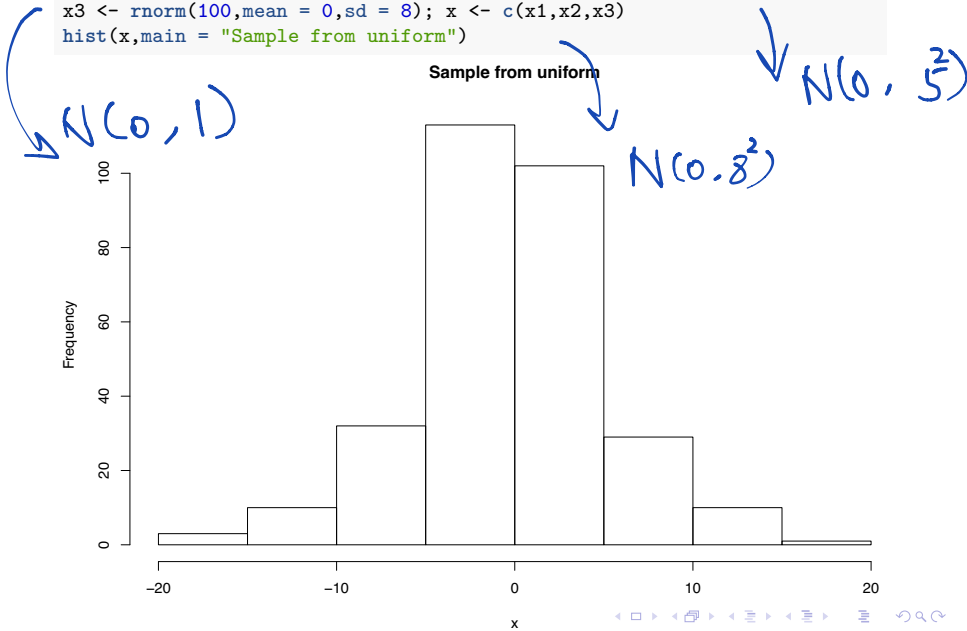 x3 <- rnorm(100,mean = 0,sd = 8); x <- c(x1,x2,x3)
hist(x,main = "Sample from uniform")
Sample from uniform
N(0, 5²)
N(0, 1)
N(0.8²)
100
80
60
40
20
0
Frequency
−20 −10 0 10 20
x